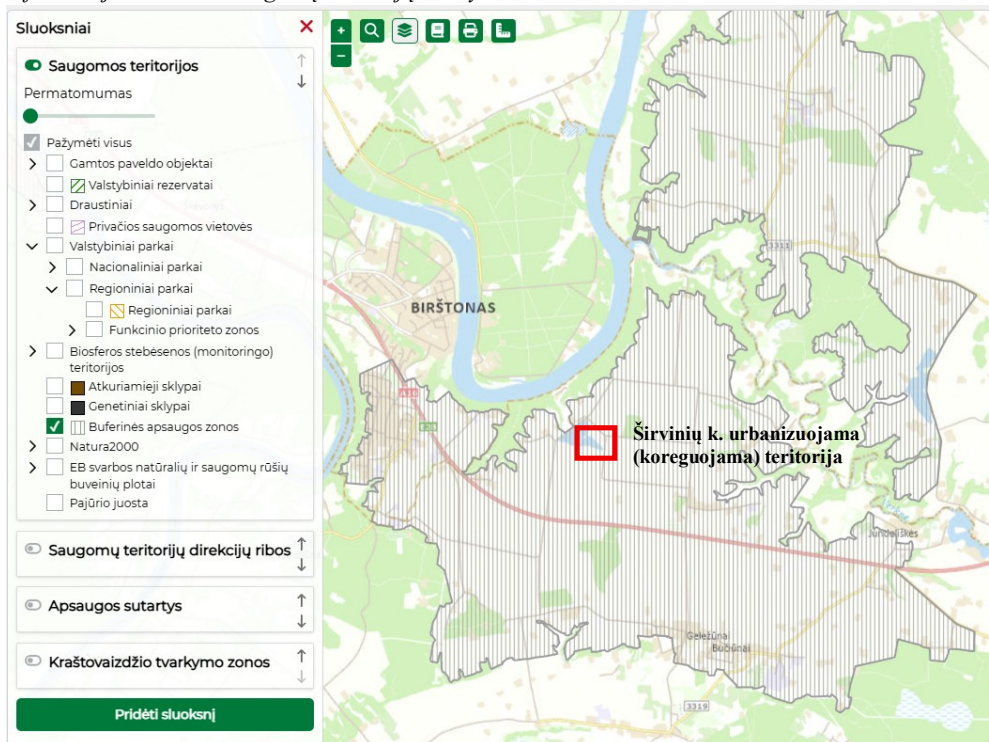 Sluoksniai
Saugomos teritorijos
Permatomumas
Pažymėti visus
Gamtos paveldo objektai
Valstybiniai rezervatai
Draustiniai
Privačios saugomos vietovės
Valstybiniai parkai
Nacionaliniai parkai
Regioniniai parkai
Regioniniai parkai
Funkcinio prioriteto zonos
Biosferos stebėsenos (monitoringo)
teritorijos
Atkuriamieji sklypai
Genetiniai sklypai
Buferinės apsaugos zonos
Natura2000
EB svarbos natūralių ir saugomų rūšių
buveinių plotai
Pajūrio juosta
Saugomų teritorijų direkcijų ribos
Apsaugos sutartys
Kraštovaizdžio tvarkymo zonos
Pridėti sluoksnį
+
−
3311
BIRŠTONAS
A16
Širvinių k. urbanizuojama
(koreguojama) teritorija
Jundeliškės
Geležūnai
Bučiūnai
3319